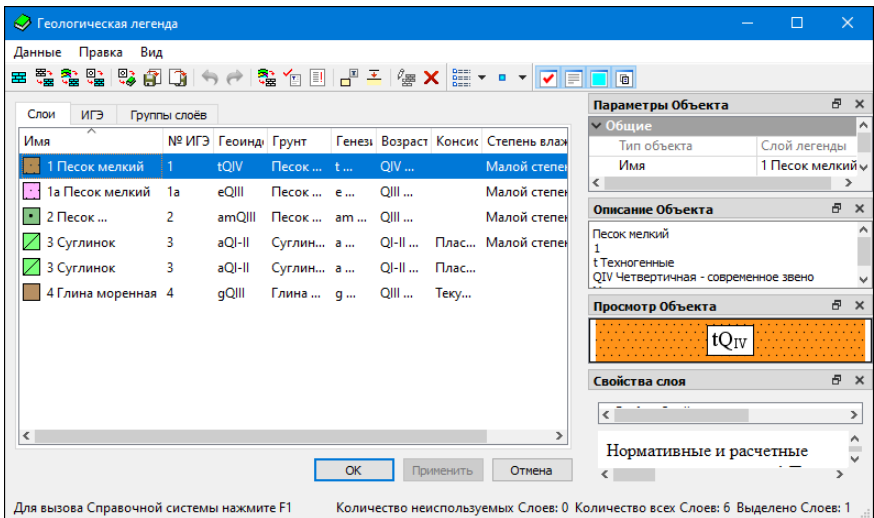 Геологическая легенда
Данные Правка Вид
Слои ИГЭ Группы слоёв
Имя № ИГЭ Геоинд Грунт Генез Возраст Консис Степень влаж
1 Песок мелкий 1 tQIV Песок ... t ... QIV ... Малой степен
1а Песок мелкий 1а eQIII Песок ... e ... QIII ... Малой степен
2 Песок ... 2 amQIII Песок ... am ... QIII ... Малой степен
3 Суглинок 3 aQI-II Суглин... a ... QI-II ... Плас... Малой степен
3 Суглинок 3 aQI-II Суглин... a ... QI-II ... Плас...
4 Глина моренная 4 gQIII Глина ... g ... QIII ... Теку...
Параметры Объекта
Общие
Тип объекта Слой легенды
Имя 1 Песок мелкий
Описание Объекта
Песок мелкий
1
t Техногенные
QIV Четвертичная - современное звено
Просмотр Объекта
tQIV
Свойства слоя
Нормативные и расчетные
OK Применить Отмена
Для вызова Справочной системы нажмите F1 Количество неиспользуемых Слоев: 0 Количество всех Слоев: 6 Выделено Слоев: 1